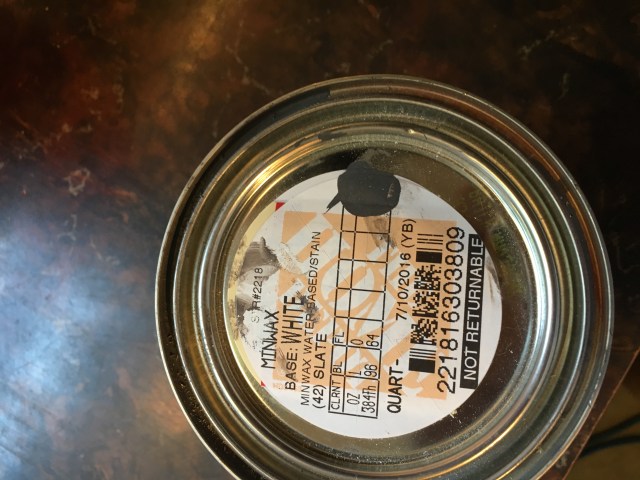 STR#2218
MINWAX
BASE: WHITE
MINWAX WATER-BASED/STAIN
(42) SLATE
CLRNT BL FL
OZ 1 0
384th 96 64
QUART- 7/10/2016 (YB)
221816303809
NOT RETURNABLE